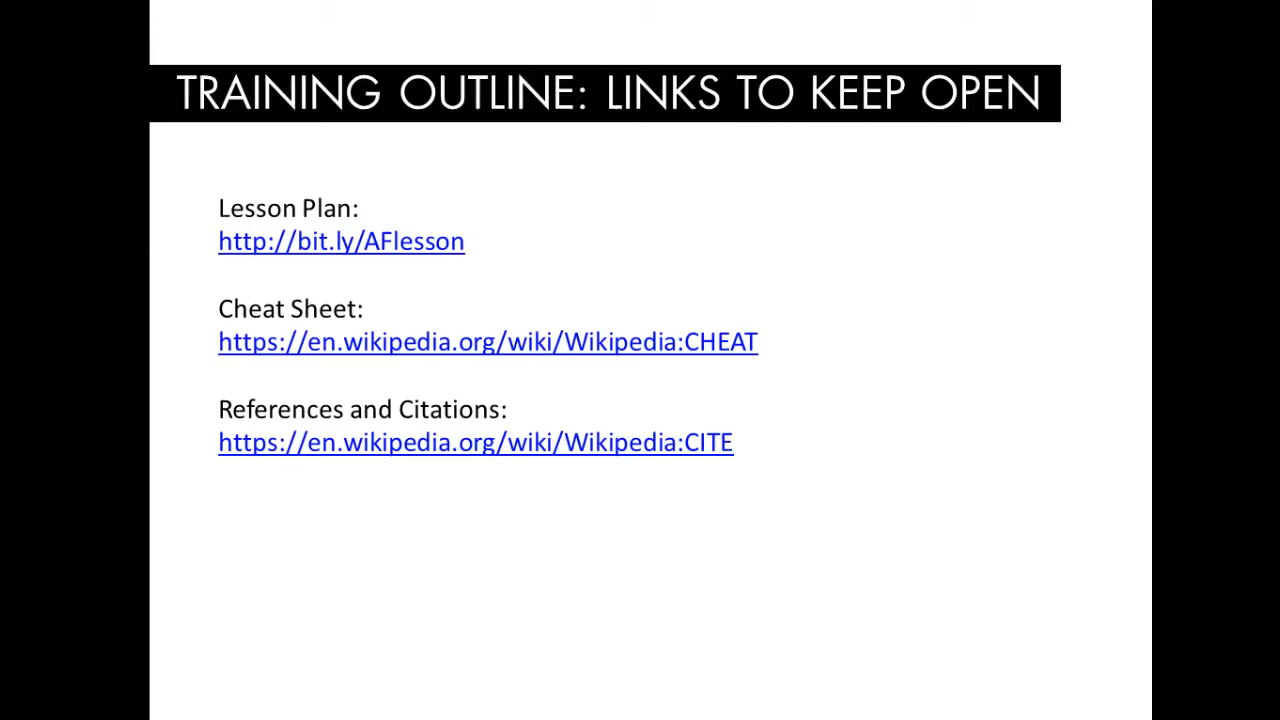 TRAINING OUTLINE: LINKS TO KEEP OPEN
Lesson Plan:
http://bit.ly/AFlesson
Cheat Sheet:
https://en.wikipedia.org/wiki/Wikipedia:CHEAT
References and Citations:
https://en.wikipedia.org/wiki/Wikipedia:CITE